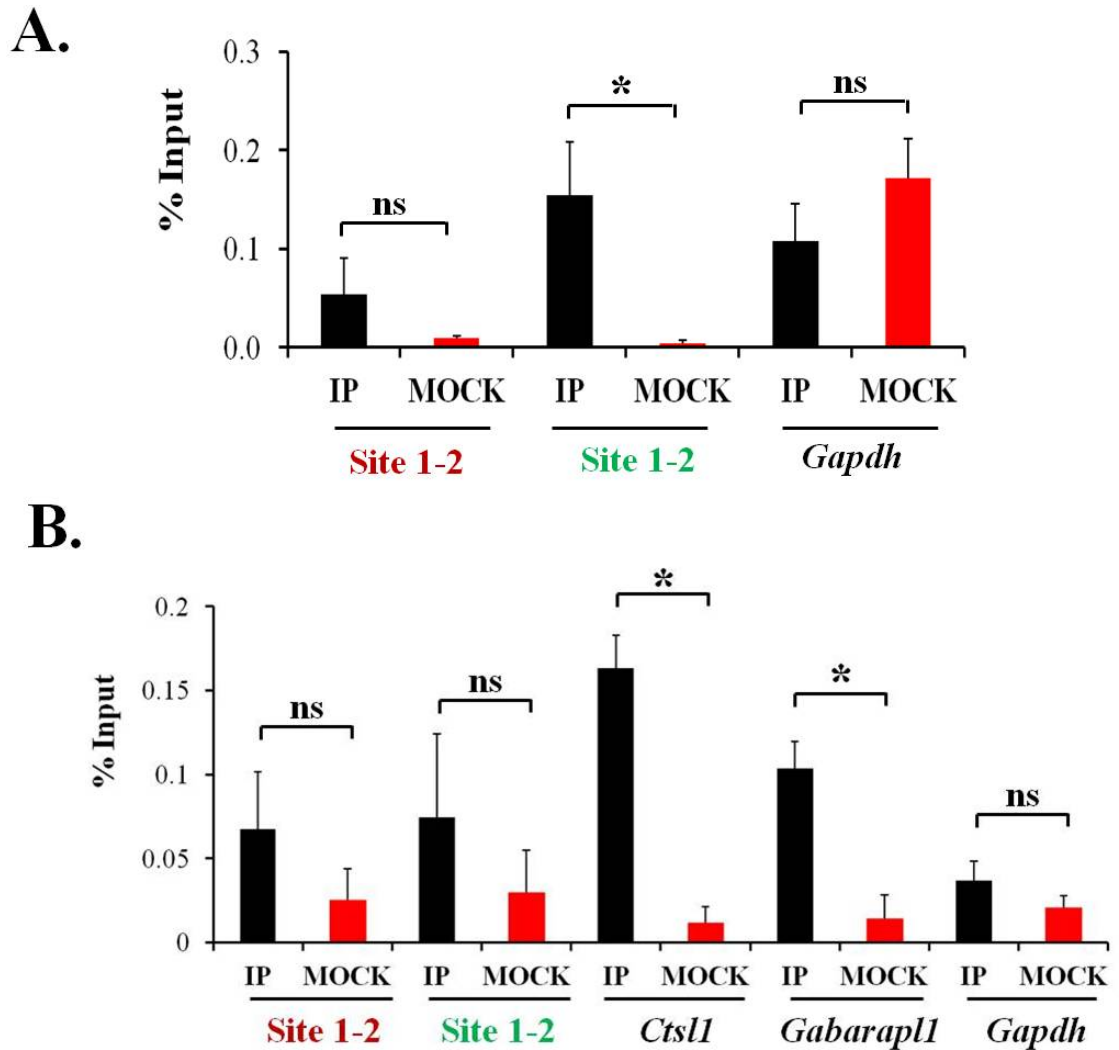 A.
% Input
0.3
0.2
0.1
0.0
ns
*
ns
IP MOCK IP MOCK IP MOCK
Site 1-2 Site 1-2 Gapdh
B.
% Input
0.2
0.15
0.1
0.05
0
ns
ns
*
*
ns
IP MOCK IP MOCK IP MOCK IP MOCK IP MOCK
Site 1-2 Site 1-2 Ctsl1 Gabarapl1 Gapdh